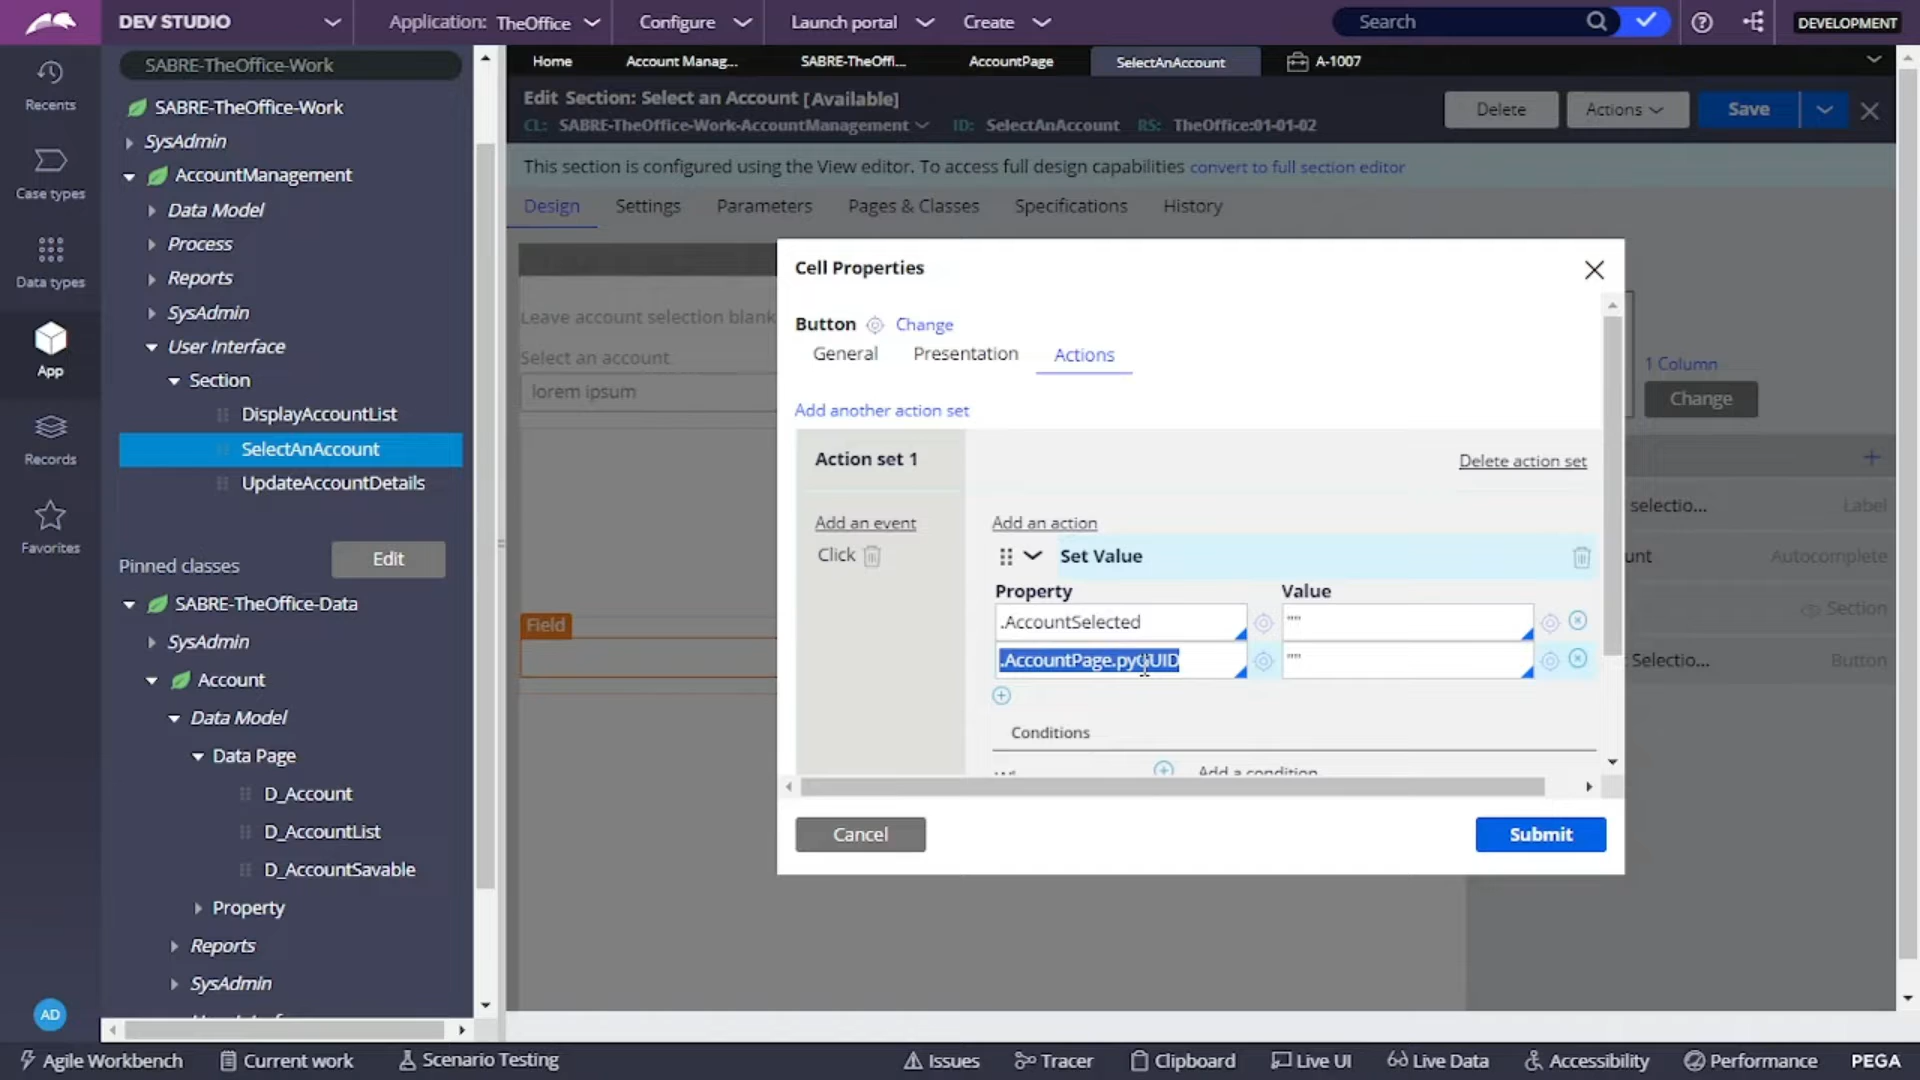 DEV STUDIO
Application: TheOffice
Configure
Launch portal
Create
Search
DEVELOPMENT
Recents
Case types
Data types
App
Records
Favorites
AD
SABRE-TheOffice-Work
SABRE-TheOffice-Work
SysAdmin
AccountManagement
Data Model
Process
Reports
SysAdmin
User Interface
Section
DisplayAccountList
SelectAnAccount
UpdateAccountDetails
Pinned classes
Edit
SABRE-TheOffice-Data
SysAdmin
Account
Data Model
Data Page
D_Account
D_AccountList
D_AccountSavable
Property
Reports
SysAdmin
Home
Account Manag...
SABRE-TheOffi...
AccountPage
SelectAnAccount
A-1007
Edit Section: Select an Account [Available]
CL: SABRE-TheOffice-Work-AccountManagement ID: SelectAnAccount RS: TheOffice:01-01-02
Delete
Actions
Save
This section is configured using the View editor. To access full design capabilities convert to full section editor
Design
Settings
Parameters
Pages & Classes
Specifications
History
Leave account selection blank
Select an account
lorem ipsum
Field
1 Column
Change
selectio... Label
unt Autocomplete
Section
Selectio... Button
Cell Properties
Button Change
General
Presentation
Actions
Add another action set
Action set 1
Delete action set
Add an event
Click
Add an action
Set Value
Property Value
.AccountSelected ""
.AccountPage.pyGUID ""
Conditions
Add a condition
Cancel
Submit
Agile Workbench
Current work
Scenario Testing
Issues
Tracer
Clipboard
Live UI
Live Data
Accessibility
Performance
PEGA